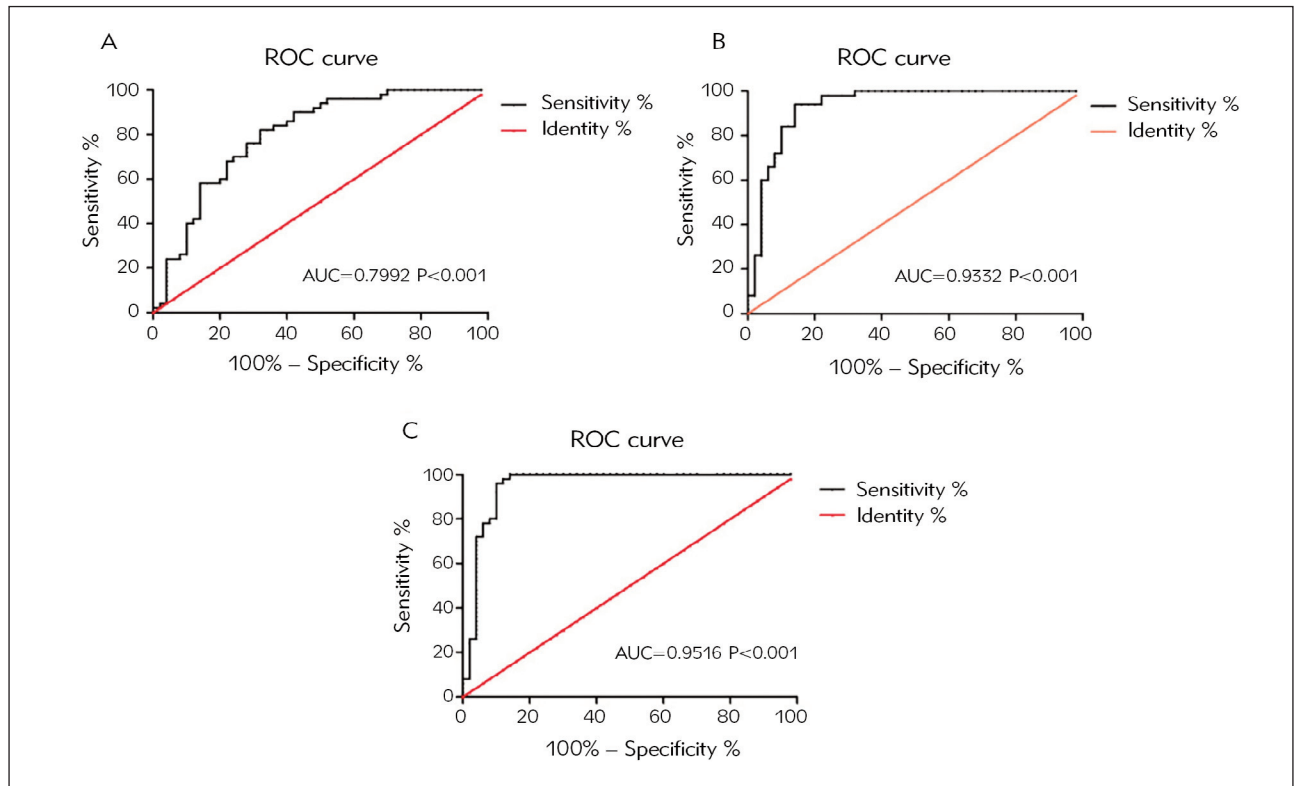 A
ROC curve
100
80
60
40
20
0
Sensitivity %
0 20 40 60 80 100
100% – Specificity %
Sensitivity %
Identity %
AUC=0.7992 P<0.001
B
ROC curve
100
80
60
40
20
0
Sensitivity %
0 20 40 60 80 100
100% – Specificity %
Sensitivity %
Identity %
AUC=0.9332 P<0.001
C
ROC curve
100
80
60
40
20
0
Sensitivity %
0 20 40 60 80 100
100% – Specificity %
Sensitivity %
Identity %
AUC=0.9516 P<0.001